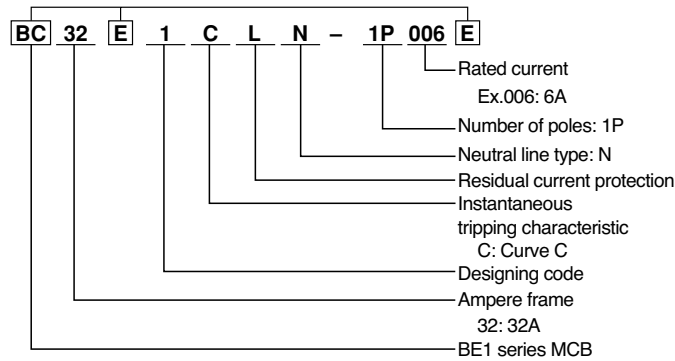 BC 32 E 1 C L N – 1P 006 E
Rated current
Ex.006: 6A
Number of poles: 1P
Neutral line type: N
Residual current protection
Instantaneous
tripping characteristic
C: Curve C
Designing code
Ampere frame
32: 32A
BE1 series MCB